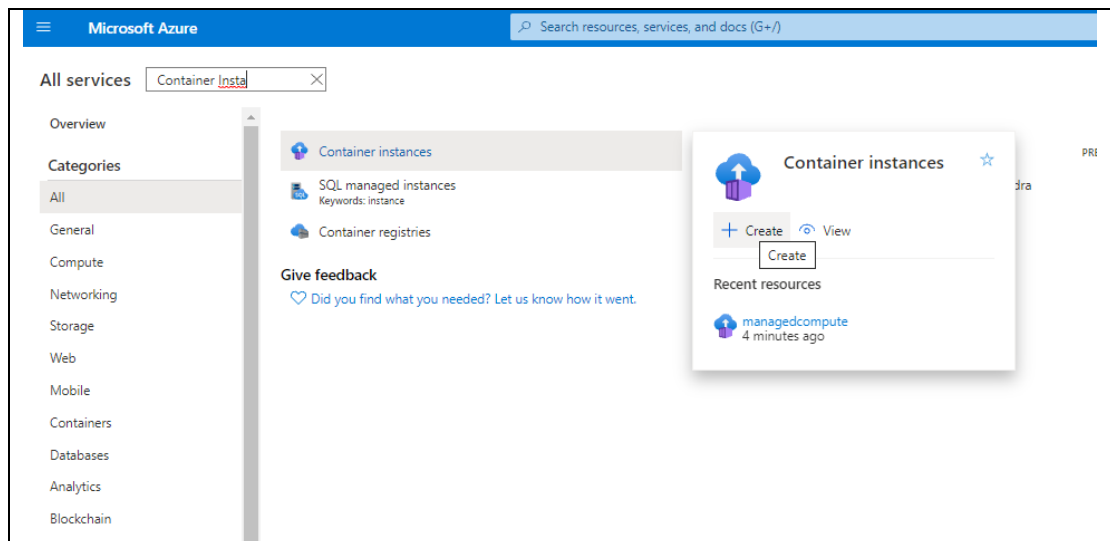 Microsoft Azure
Search resources, services, and docs (G+/)
All services
Container Insta
Overview
Categories
All
General
Compute
Networking
Storage
Web
Mobile
Containers
Databases
Analytics
Blockchain
Container instances
SQL managed instances
Keywords: instance
Container registries
Give feedback
Did you find what you needed? Let us know how it went.
Container instances
Create
View
Create
Recent resources
managedcompute
4 minutes ago
PRE
dra